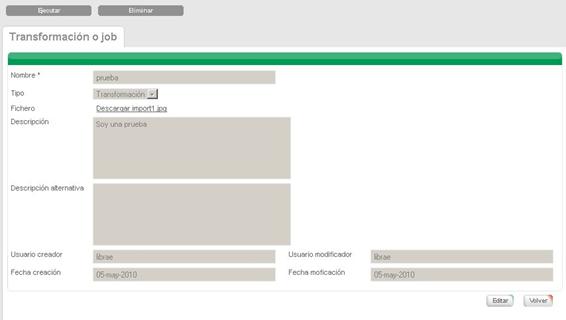 Ejecutar Eliminar
Transformación o job
Nombre * prueba
Tipo Transformación
Fichero Descargar import1.jpg
Descripción Soy una prueba
Descripción alternativa
Usuario creador librae Usuario modificador librae
Fecha creación 05-may-2010 Fecha moficación 05-may-2010
Editar Volver